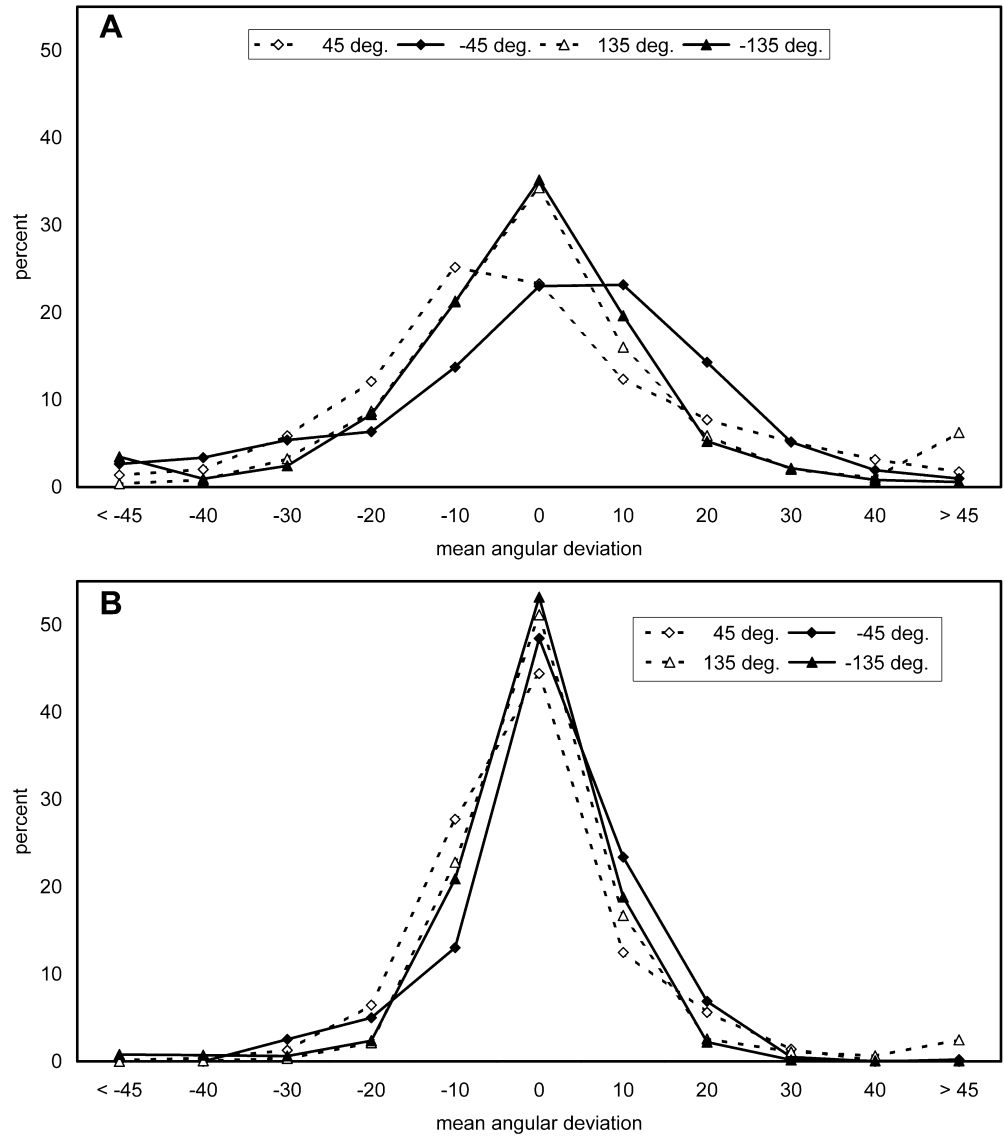 A
45 deg. -45 deg. 135 deg. -135 deg.
50
40
30
20
10
0
percent
< -45 -40 -30 -20 -10 0 10 20 30 40 > 45
mean angular deviation
B
45 deg. -45 deg.
135 deg. -135 deg.
50
40
30
20
10
0
percent
< -45 -40 -30 -20 -10 0 10 20 30 40 > 45
mean angular deviation